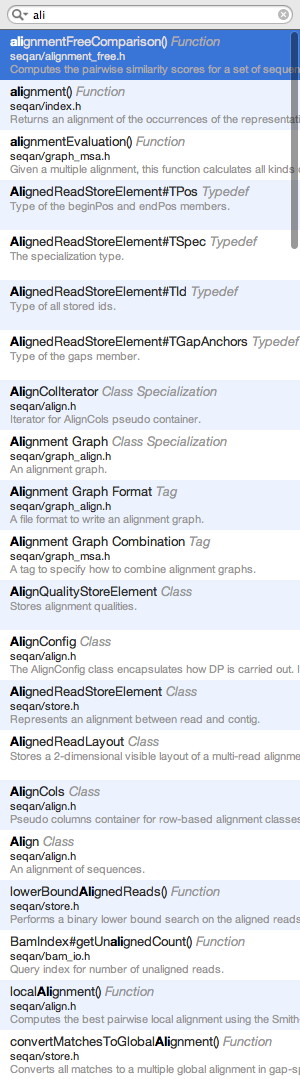 ali
alignmentFreeComparison() Function
seqan/alignment_free.h
Computes the pairwise similarity scores for a set of
alignment() Function
seqan/index.h
Returns an alignment of the occurrences of the
alignmentEvaluation() Function
seqan/graph_msa.h
Given a multiple alignment, this function calculates all kinds
AlignedReadStoreElement#TPos Typedef
Type of the beginPos and endPos members.
AlignedReadStoreElement#TSpec Typedef
The specialization type.
AlignedReadStoreElement#TId Typedef
Type of all stored ids.
AlignedReadStoreElement#TGapAnchors Typedef
Type of the gaps member.
AlignColIterator Class Specialization
seqan/align.h
Iterator for AlignCols pseudo container.
Alignment Graph Class Specialization
seqan/graph_align.h
An alignment graph.
Alignment Graph Format Tag
seqan/graph_align.h
A file format to write an alignment graph.
Alignment Graph Combination Tag
seqan/graph_msa.h
A tag to specify how to combine alignment graphs.
AlignQualityStoreElement Class
Stores alignment qualities.
AlignConfig Class
seqan/align.h
The AlignConfig class encapsulates how DP is carried out.
AlignedReadStoreElement Class
seqan/store.h
Represents an alignment between read and contig.
AlignedReadLayout Class
Stores a 2-dimensional visible layout of a multi-read alignme
AlignCols Class
seqan/align.h
Pseudo columns container for row-based alignment classes
Align Class
seqan/align.h
An alignment of sequences.
lowerBoundAlignedReads() Function
seqan/store.h
Performs a binary lower bound search on the aligned reads
BamIndex#getUnalignedCount() Function
seqan/bam_io.h
Query index for number of unaligned reads.
localAlignment() Function
seqan/align.h
Computes the best pairwise local alignment using the Smith
convertMatchesToGlobalAlignment() Function
seqan/store.h
Converts all matches to a multiple global alignment in gap-s